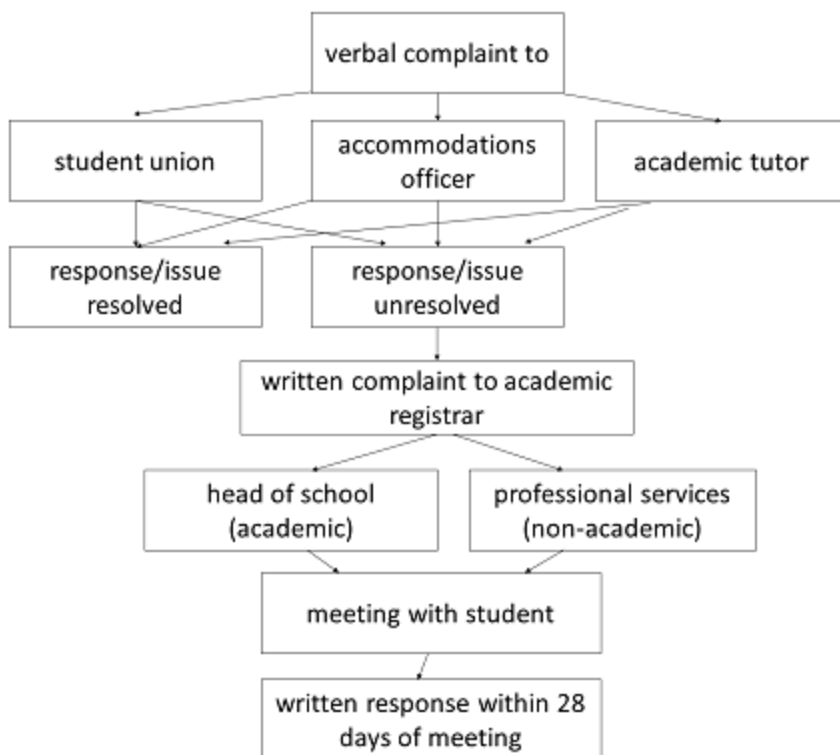 verbal complaint to
student union
accommodations
officer
academic tutor
response/issue
resolved
response/issue
unresolved
written complaint to academic
registrar
head of school
(academic)
professional services
(non-academic)
meeting with student
written response within 28
days of meeting